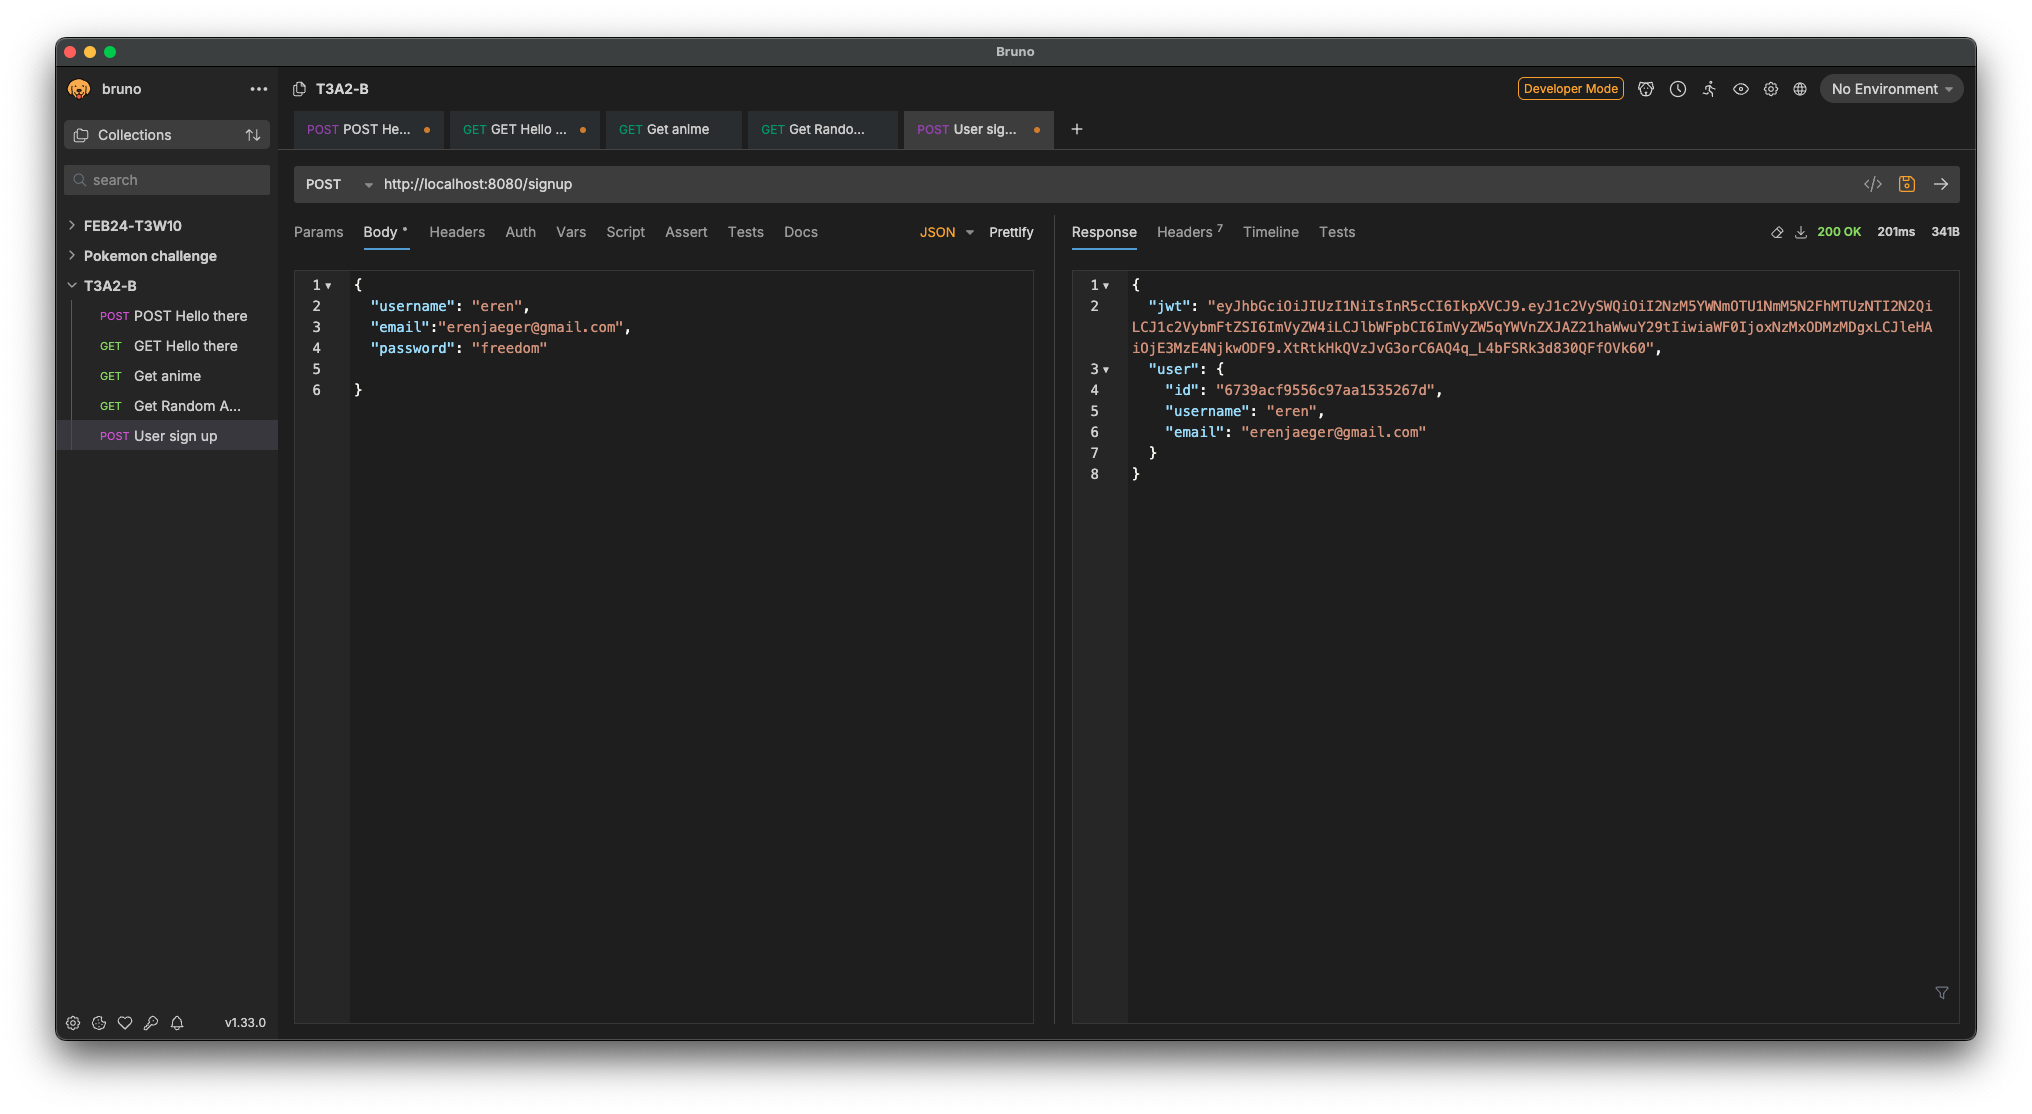 Bruno
bruno
T3A2-B
Developer Mode
No Environment
Collections
POST POST He...
GET GET Hello ...
GET Get anime
GET Get Rando...
POST User sig...
search
POST
http://localhost:8080/signup
FEB24-T3W10
Pokemon challenge
T3A2-B
POST POST Hello there
GET GET Hello there
GET Get anime
GET Get Random A...
POST User sign up
Params Body Headers Auth Vars Script Assert Tests Docs
JSON Prettify
1 {
2 "username": "eren",
3 "email":"erenjaeger@gmail.com",
4 "password": "freedom"
5
6 }
Response Headers 7 Timeline Tests
200 OK 201ms 341B
1 {
2 "jwt": "eyJhbGciOiJIUzI1NiIsInR5cCI6IkpXVCJ9.eyJ1c2VySWQiOiI2NzM5YWNmOTU1NmM5N2FhMTUzNTI2N2Qi
LCJ1c2VybmFtZSI6ImVyZW4iLCJlbWFpbCI6ImVyZW5qYWVnZXJAZ21haWwuY29tIiwiaWF0IjoxNzMxODMzMDgxLCJleHA
iOjE3MzE4NjkwODF9.XtRtkHkQVzJvG3orC6AQ4q_L4bFSRk3d830QFfOVk60",
3 "user": {
4 "id": "6739acf9556c97aa1535267d",
5 "username": "eren",
6 "email": "erenjaeger@gmail.com"
7 }
8 }
v1.33.0